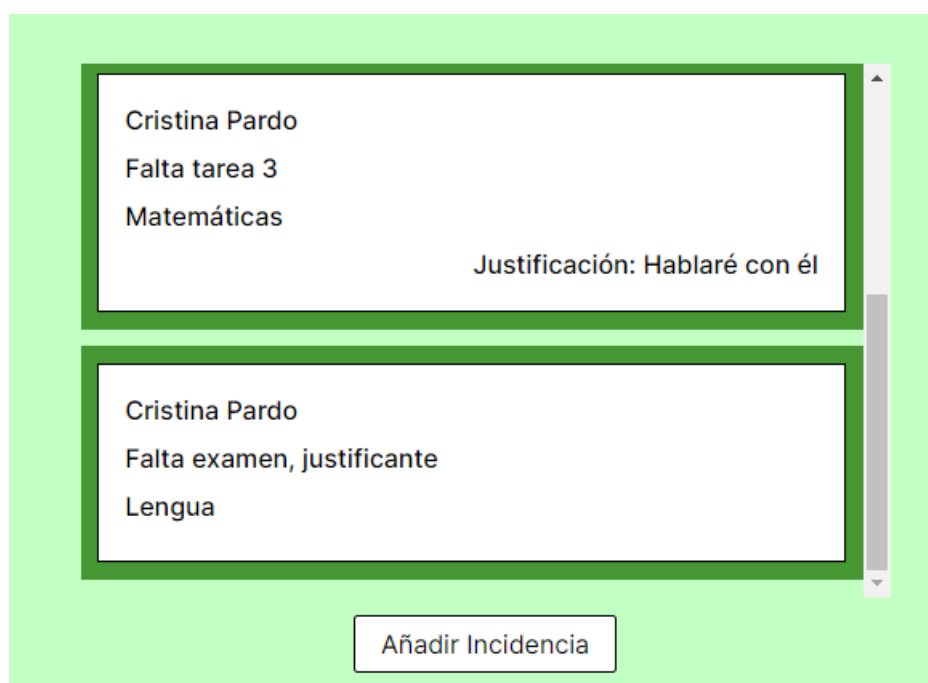 Cristina Pardo
Falta tarea 3
Matemáticas
Justificación: Hablaré con él
Cristina Pardo
Falta examen, justificante
Lengua
Añadir Incidencia